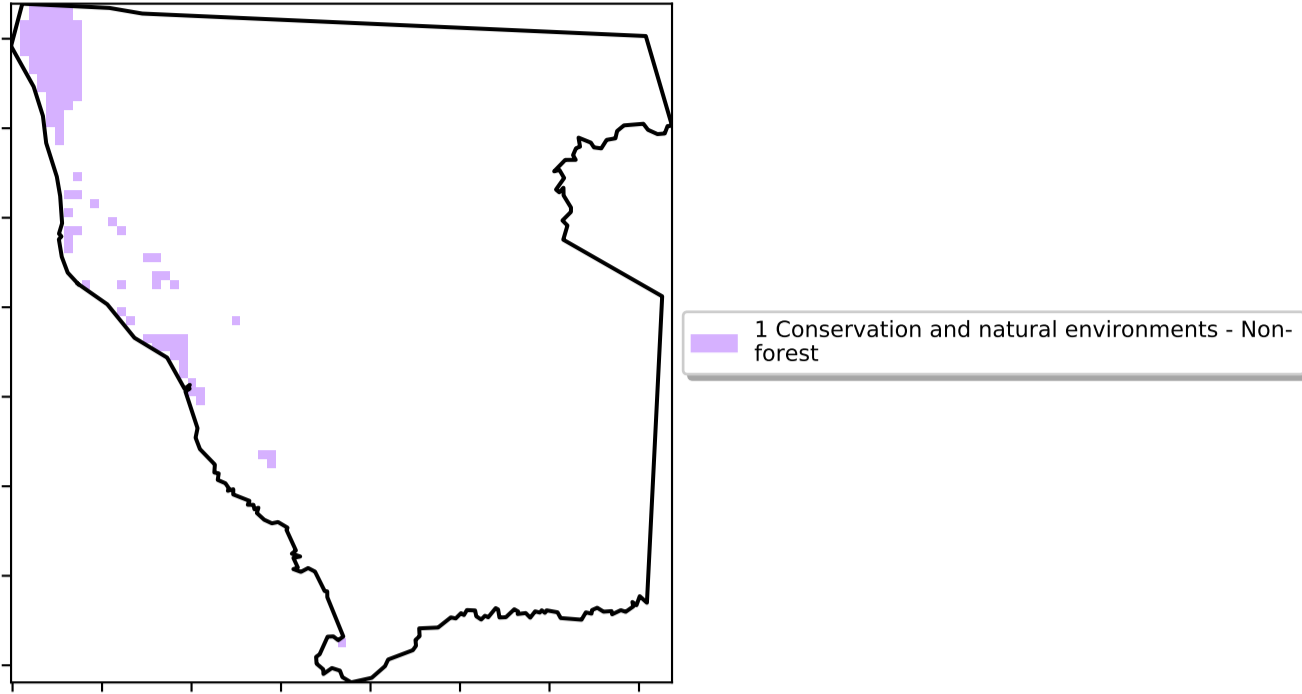 1 Conservation and natural environments - Non-
forest